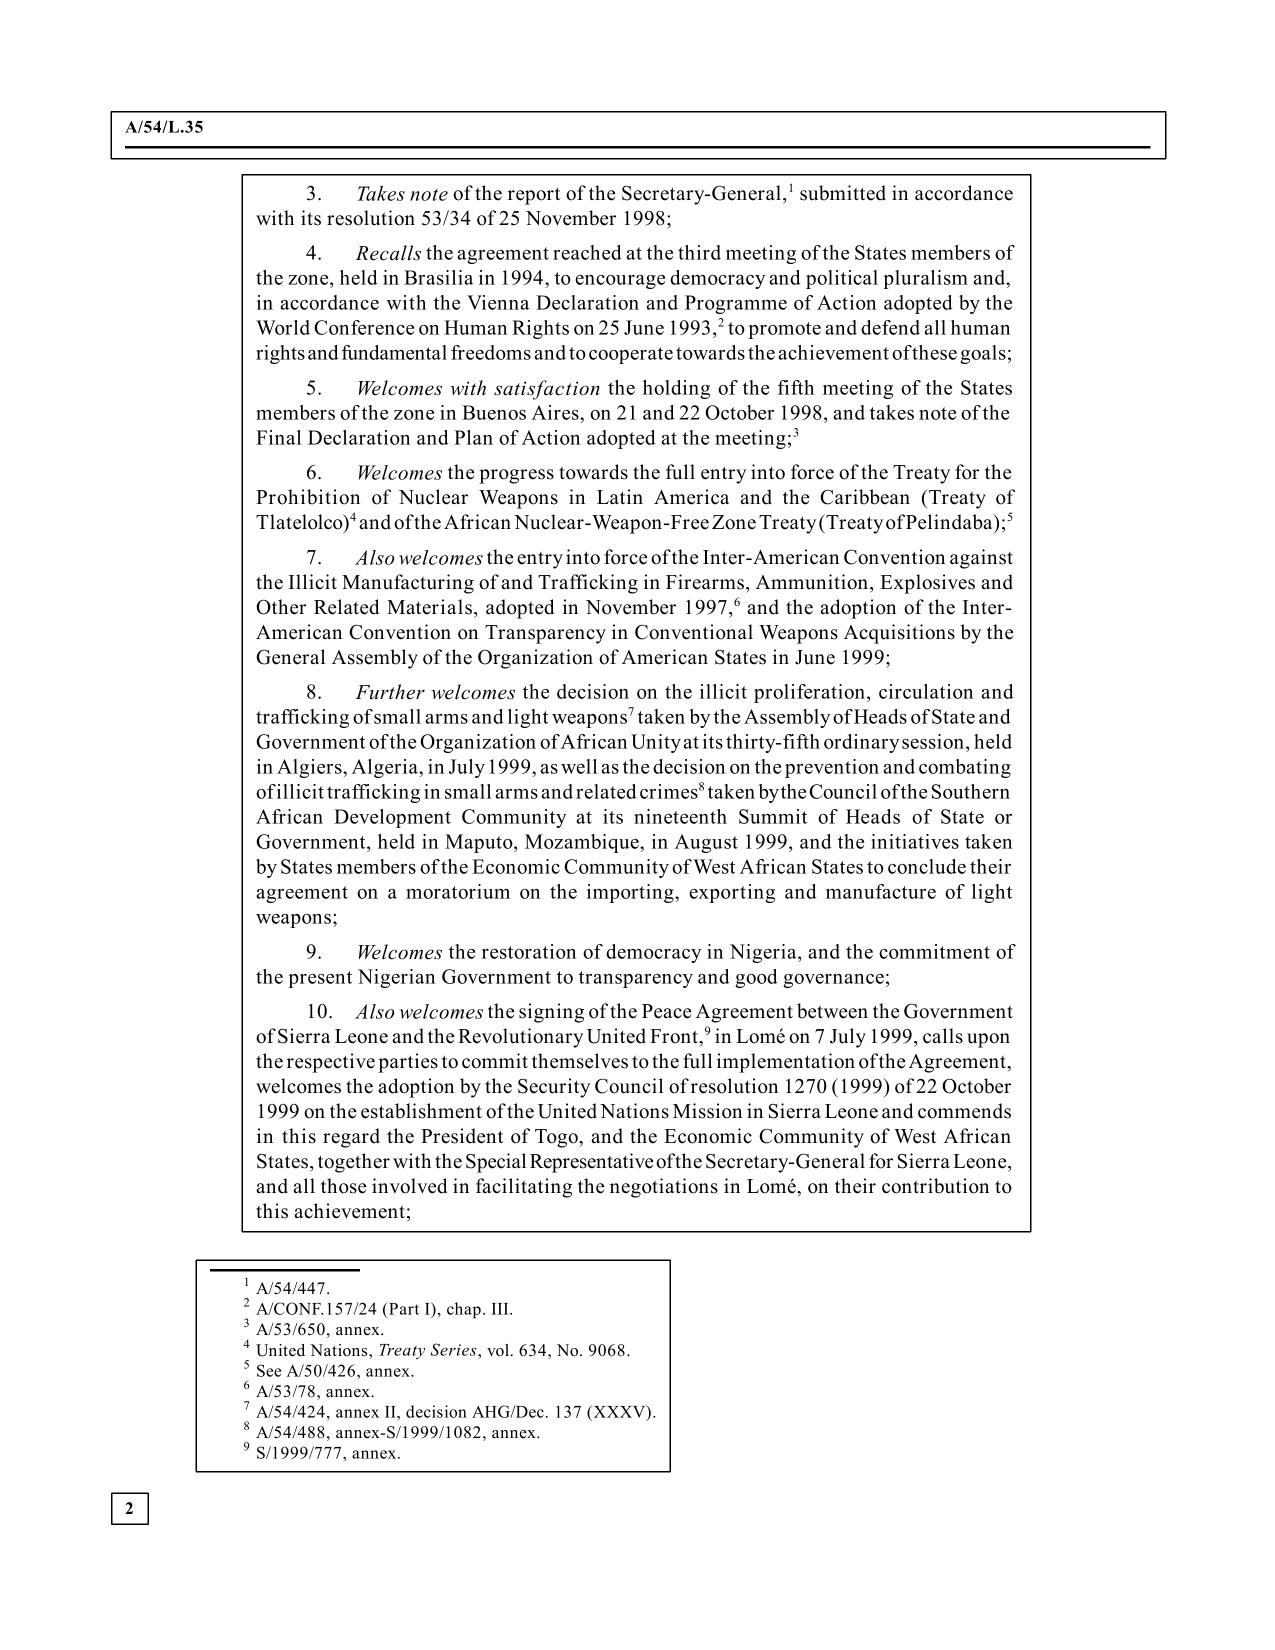 A/54/L.35
3. Takes note of the report of the Secretary-General,1 submitted in accordance
with its resolution 53/34 of 25 November 1998;
4. Recalls the agreement reached at the third meeting of the States members of
the zone, held in Brasilia in 1994, to encourage democracy and political pluralism and,
in accordance with the Vienna Declaration and Programme of Action adopted by the
World Conference on Human Rights on 25 June 1993,2 to promote and defend all human
rights and fundamental freedoms and to cooperate towards the achievement of these goals;
5. Welcomes with satisfaction the holding of the fifth meeting of the States
members of the zone in Buenos Aires, on 21 and 22 October 1998, and takes note of the
Final Declaration and Plan of Action adopted at the meeting;3
6. Welcomes the progress towards the full entry into force of the Treaty for the
Prohibition of Nuclear Weapons in Latin America and the Caribbean (Treaty of
Tlatelolco)4 and of the African Nuclear-Weapon-Free Zone Treaty (Treaty of Pelindaba);5
7. Also welcomes the entry into force of the Inter-American Convention against
the Illicit Manufacturing of and Trafficking in Firearms, Ammunition, Explosives and
Other Related Materials, adopted in November 1997,6 and the adoption of the Inter-
American Convention on Transparency in Conventional Weapons Acquisitions by the
General Assembly of the Organization of American States in June 1999;
8. Further welcomes the decision on the illicit proliferation, circulation and
trafficking of small arms and light weapons7 taken by the Assembly of Heads of State and
Government of the Organization of African Unity at its thirty-fifth ordinary session, held
in Algiers, Algeria, in July 1999, as well as the decision on the prevention and combating
of illicit trafficking in small arms and related crimes8 taken by the Council of the Southern
African Development Community at its nineteenth Summit of Heads of State or
Government, held in Maputo, Mozambique, in August 1999, and the initiatives taken
by States members of the Economic Community of West African States to conclude their
agreement on a moratorium on the importing, exporting and manufacture of light
weapons;
9. Welcomes the restoration of democracy in Nigeria, and the commitment of
the present Nigerian Government to transparency and good governance;
10. Also welcomes the signing of the Peace Agreement between the Government
of Sierra Leone and the Revolutionary United Front,9 in Lomé on 7 July 1999, calls upon
the respective parties to commit themselves to the full implementation of the Agreement,
welcomes the adoption by the Security Council of resolution 1270 (1999) of 22 October
1999 on the establishment of the United Nations Mission in Sierra Leone and commends
in this regard the President of Togo, and the Economic Community of West African
States, together with the Special Representative of the Secretary-General for Sierra Leone,
and all those involved in facilitating the negotiations in Lomé, on their contribution to
this achievement;
1 A/54/447.
2 A/CONF.157/24 (Part I), chap. III.
3 A/53/650, annex.
4 United Nations, Treaty Series, vol. 634, No. 9068.
5 See A/50/426, annex.
6 A/53/78, annex.
7 A/54/424, annex II, decision AHG/Dec. 137 (XXXV).
8 A/54/488, annex-S/1999/1082, annex.
9 S/1999/777, annex.
2